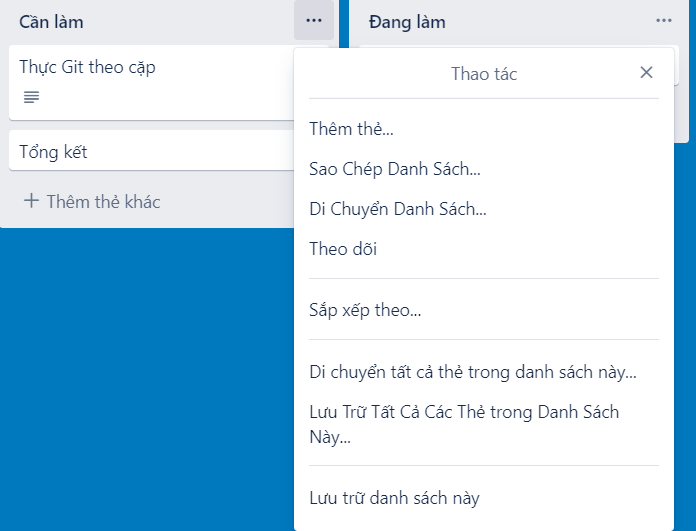 Cần làm
Thực Git theo cặp
Tổng kết
Thêm thẻ khác
Đang làm
Thao tác
Thêm thẻ...
Sao Chép Danh Sách...
Di Chuyển Danh Sách...
Theo dõi
Sắp xếp theo...
Di chuyển tất cả thẻ trong danh sách này...
Lưu Trữ Tất Cả Các Thẻ trong Danh Sách
Này...
Lưu trữ danh sách này